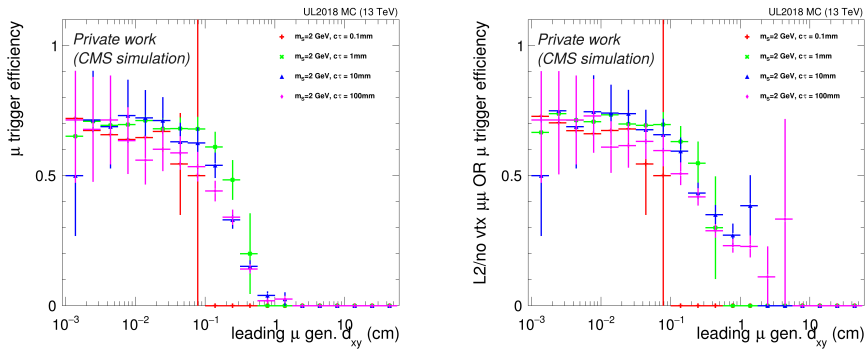 UL2018 MC (13 TeV)
Private work
(CMS simulation)
m_S=2 GeV, cτ = 0.1mm
m_S=2 GeV, cτ = 1mm
m_S=2 GeV, cτ = 10mm
m_S=2 GeV, cτ = 100mm
μ trigger efficiency
1
0.5
0
10⁻³ 10⁻² 10⁻¹ 1 10
leading μ gen. d_xy (cm)
UL2018 MC (13 TeV)
Private work
(CMS simulation)
m_S=2 GeV, cτ = 0.1mm
m_S=2 GeV, cτ = 1mm
m_S=2 GeV, cτ = 10mm
m_S=2 GeV, cτ = 100mm
L2/no vtx μμ OR μ trigger efficiency
1
0.5
0
10⁻³ 10⁻² 10⁻¹ 1 10
leading μ gen. d_xy (cm)